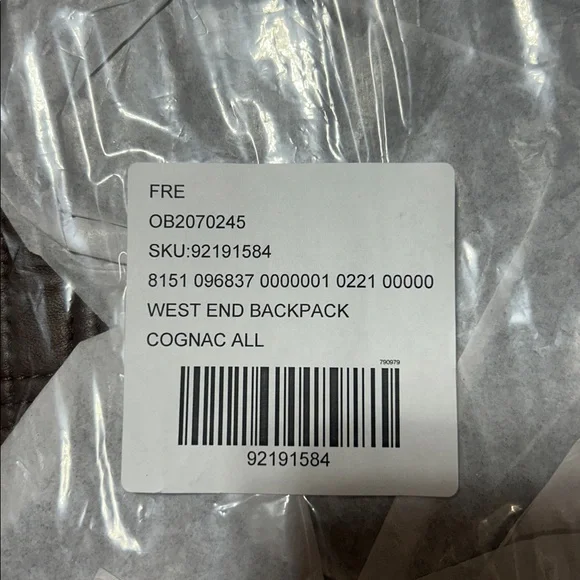 FRE
OB2070245
SKU:92191584
8151 096837 0000001 0221 00000
WEST END BACKPACK
COGNAC ALL
790979
92191584